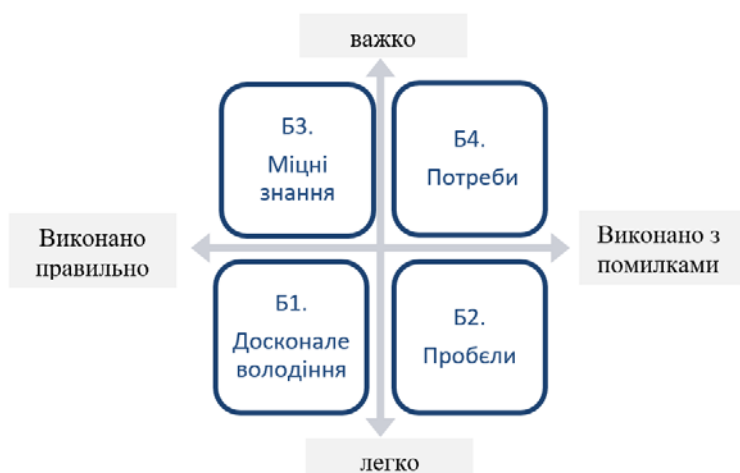 важко
Б3.
Міцні
знання
Б4.
Потреби
Виконано
правильно
Виконано з
помилками
Б1.
Досконале
володіння
Б2.
Пробєли
легко